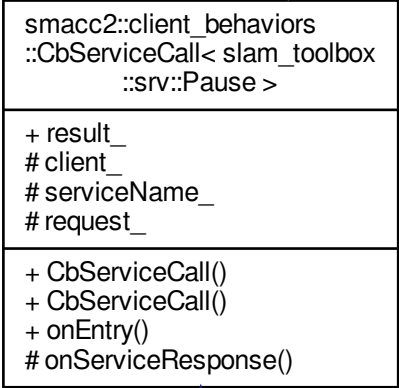 smacc2::client_behaviors
::CbServiceCall< slam_toolbox
::srv::Pause >
+ result_
# client_
# serviceName_
# request_
+ CbServiceCall()
+ CbServiceCall()
+ onEntry()
# onServiceResponse()